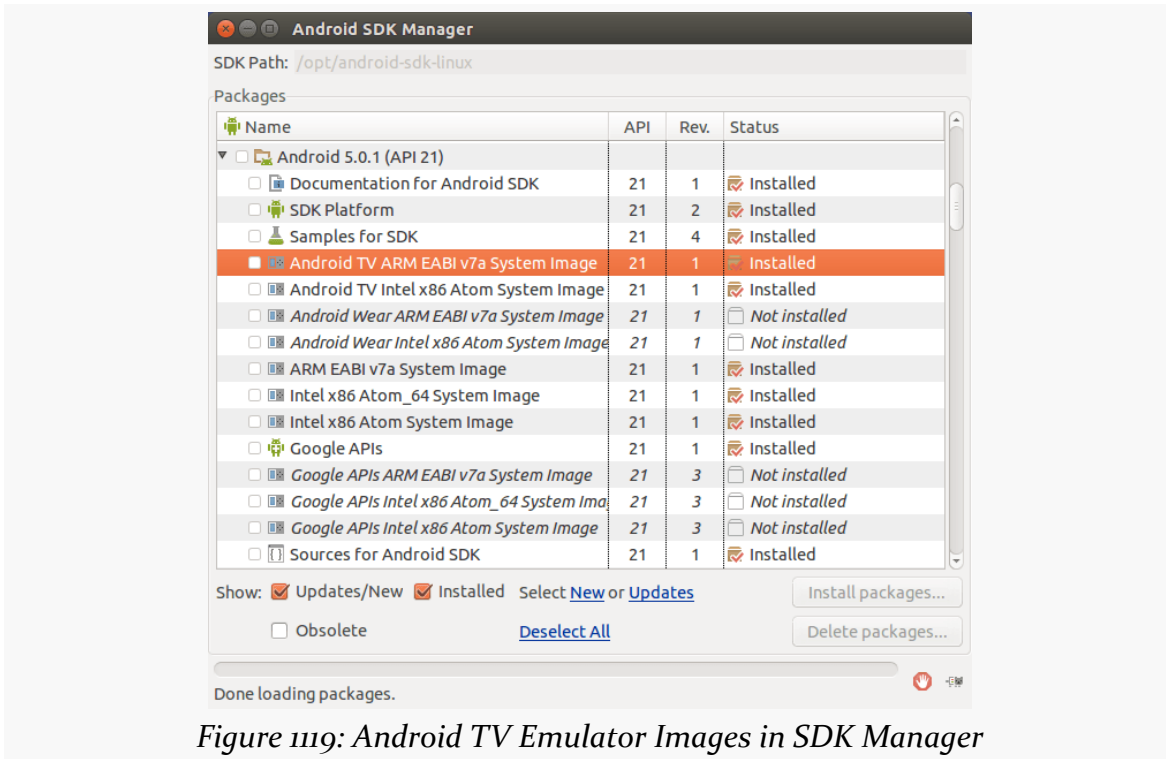 Android SDK Manager
SDK Path: /opt/android-sdk-linux
Packages
Name API Rev. Status
Android 5.0.1 (API 21)
Documentation for Android SDK 21 1 Installed
SDK Platform 21 2 Installed
Samples for SDK 21 4 Installed
Android TV ARM EABI v7a System Image 21 1 Installed
Android TV Intel x86 Atom System Image 21 1 Installed
Android Wear ARM EABI v7a System Image 21 1 Not installed
Android Wear Intel x86 Atom System Image 21 1 Not installed
ARM EABI v7a System Image 21 1 Installed
Intel x86 Atom_64 System Image 21 1 Installed
Intel x86 Atom System Image 21 1 Installed
Google APIs 21 1 Installed
Google APIs ARM EABI v7a System Image 21 3 Not installed
Google APIs Intel x86 Atom_64 System Ima 21 3 Not installed
Google APIs Intel x86 Atom System Image 21 3 Not installed
Sources for Android SDK 21 1 Installed
Show: Updates/New Installed Select New or Updates Install packages...
Obsolete Deselect All Delete packages...
Done loading packages.
Figure 1119: Android TV Emulator Images in SDK Manager